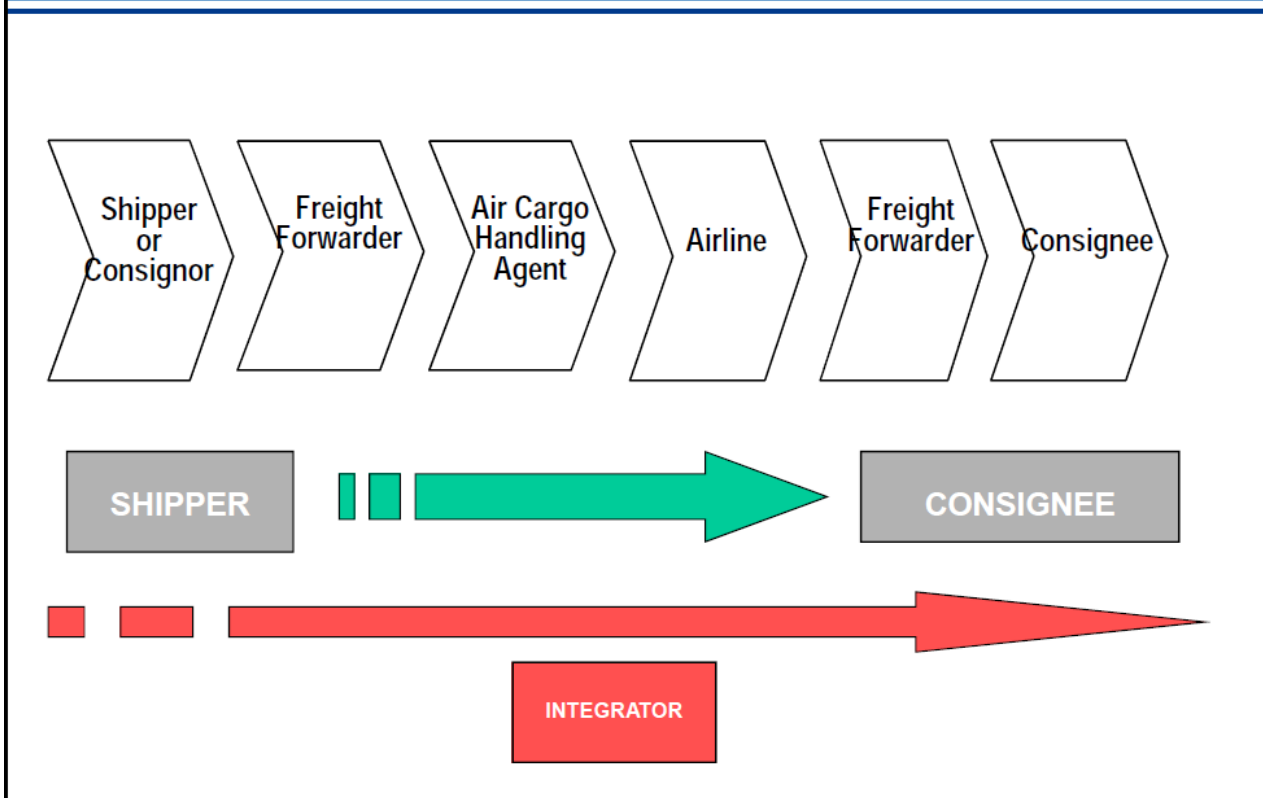 Shipper
or
Consignor
Freight
Forwarder
Air Cargo
Handling
Agent
Airline
Freight
Forwarder
Consignee
SHIPPER
CONSIGNEE
INTEGRATOR